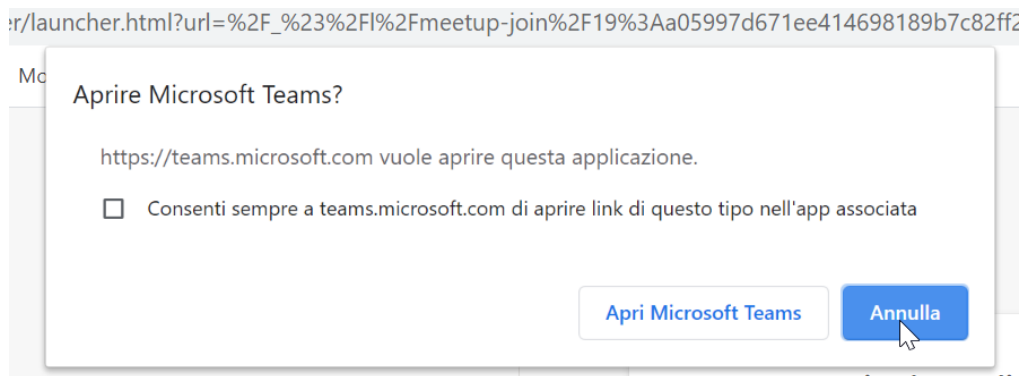 er/launcher.html?url=%2F_%23%2Fl%2Fmeetup-join%2F19%3Aa05997d671ee414698189b7c82ff2
Mo
Aprire Microsoft Teams?
https://teams.microsoft.com vuole aprire questa applicazione.
Consenti sempre a teams.microsoft.com di aprire link di questo tipo nell'app associata
Apri Microsoft Teams
Annulla